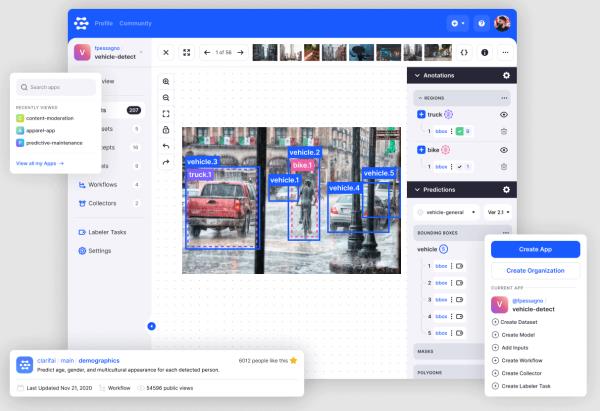 Profile Community
fpessagno
vehicle-detect
1 of 56
Search apps
RECENTLY VIEWED
content-moderation
apparel-app
predictive-maintenance
View all my Apps →
207
5
16
5
Workflows 4
Collectors 2
Labeler Tasks
Settings
vehicle.3
truck.1
vehicle.2
bike.1
vehicle.1
vehicle.4
vehicle.5
Anotations
REGIONS
truck
1 bbox 8
bike
1 bbox 1
Predictions
vehicle-general Ver 2.1
BOUNDING BOXES
vehicle 5
1 bbox
2 bbox
3 bbox
4 bbox
5 bbox
MASKS
POLYGONS
Create App
Create Organization
CURRENT APP
@fpessagno
vehicle-detect
Create Dataset
Create Model
Add Inputs
Create Workflow
Create Collector
Create Labeler Task
clarifai | main | demographics 6012 people like this
Predict age, gender, and multicultural appearance for each detected person.
Last Updated Nov 21, 2020 Workflow 54596 public views